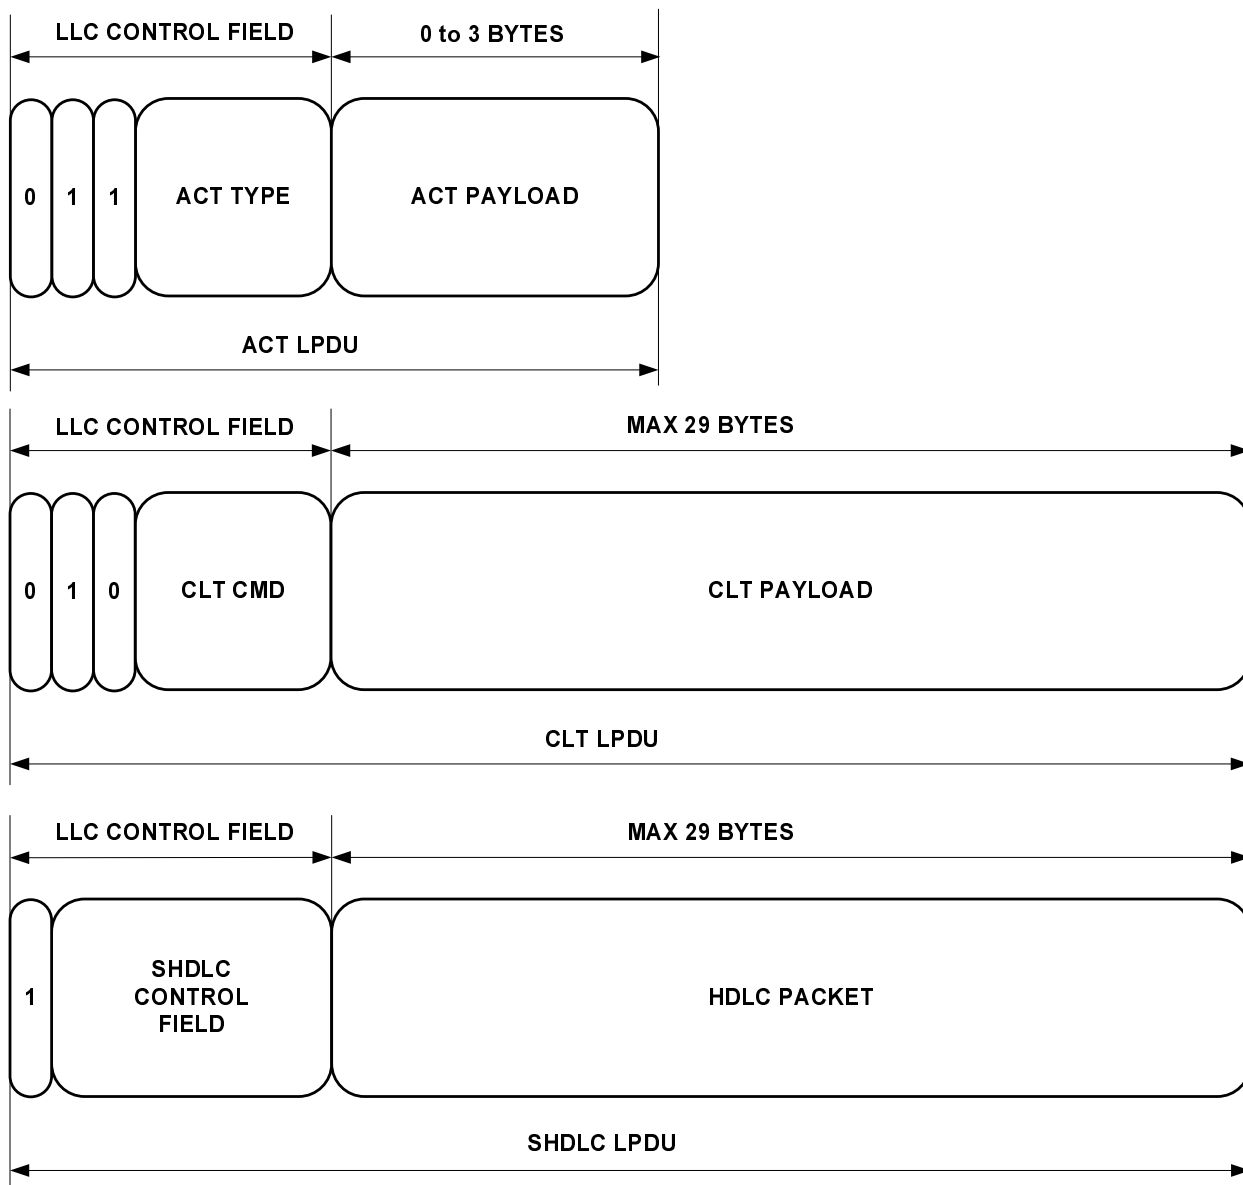 LLC CONTROL FIELD
0 to 3 BYTES
0 1 1 ACT TYPE ACT PAYLOAD
ACT LPDU
LLC CONTROL FIELD
MAX 29 BYTES
0 1 0 CLT CMD CLT PAYLOAD
CLT LPDU
LLC CONTROL FIELD
MAX 29 BYTES
1
SHDLC
CONTROL
FIELD
HDLC PACKET
SHDLC LPDU